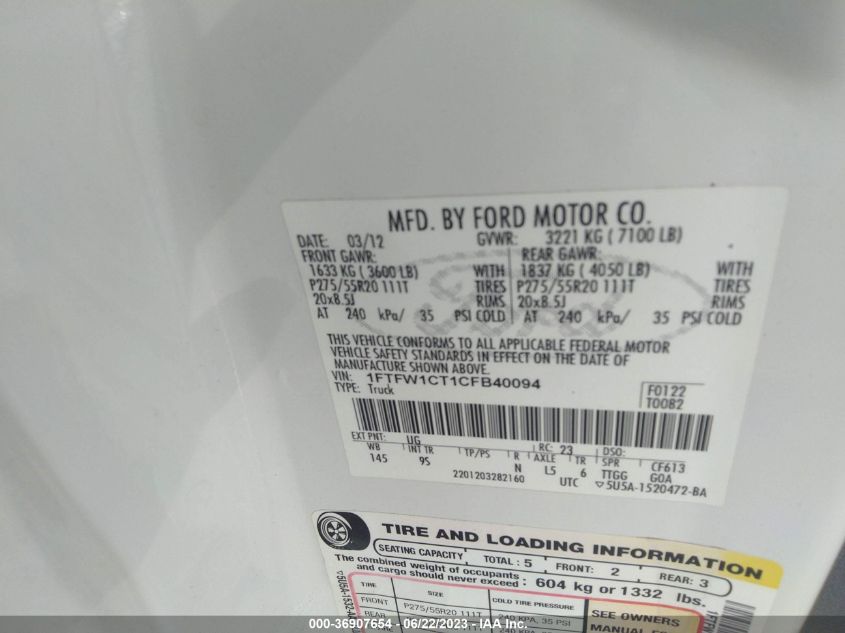 MFD. BY FORD MOTOR CO.
DATE: 03/12 GVWR: 3221 KG ( 7100 LB)
FRONT GAWR: REAR GAWR:
1633 KG ( 3600 LB) WITH 1837 KG ( 4050 LB) WITH
P275/55R20 111T TIRES P275/55R20 111T TIRES
20x8.5J RIMS 20x8.5J RIMS
AT 240 kPa/ 35 PSI COLD AT 240 kPa/ 35 PSI COLD
THIS VEHICLE CONFORMS TO ALL APPLICABLE FEDERAL MOTOR
VEHICLE SAFETY STANDARDS IN EFFECT ON THE DATE OF
MANUFACTURE SHOWN ABOVE.
VIN: 1FTFW1CT1CFB40094
TYPE: Truck
F0122
T0082
EXT PNT: UG RC: 23 DSO:
WB INT TR TP/PS R AXLE TR SPR CF613
145 9S N L5 6 TTGG GOA
2201203282160 UTC ▽5U5A-1520472-BA
TIRE AND LOADING INFORMATION
SEATING CAPACITY TOTAL : 5 FRONT: 2 REAR: 3
The combined weight of occupants
and cargo should never exceed : 604 kg or 1332 lbs.
TIRE SIZE COLD TIRE PRESSURE
FRONT P275/55R20 111T 240 KPA, 35 PSI SEE OWNERS
REAR MANUAL
000-36907654 - 06/22/2023 - IAA Inc.